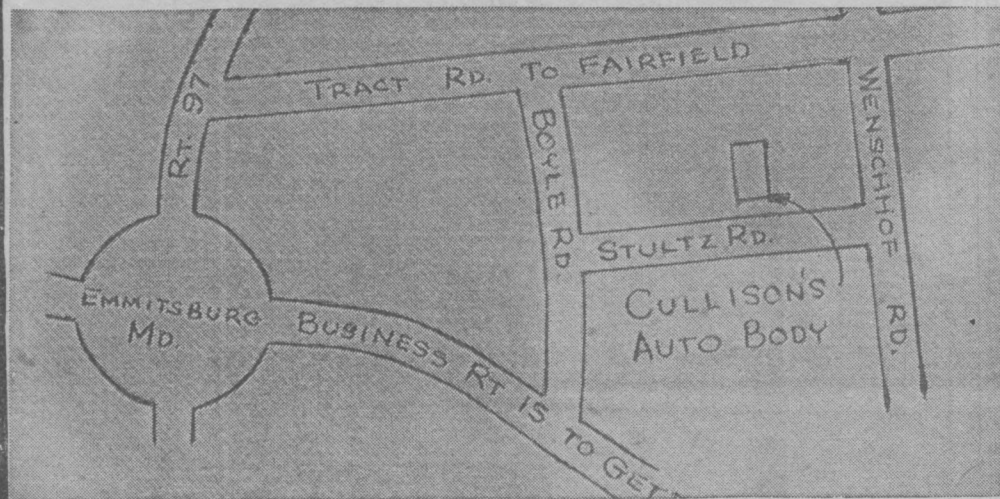 TRACT RD. TO FAIRFIELD
RT. 97
BOYLE RD.
WENSCHHOF RD.
STULTZ RD.
EMMITSBURG
MD.
BUSINESS RT 15 TO GETT
CULLISON'S
AUTO BODY